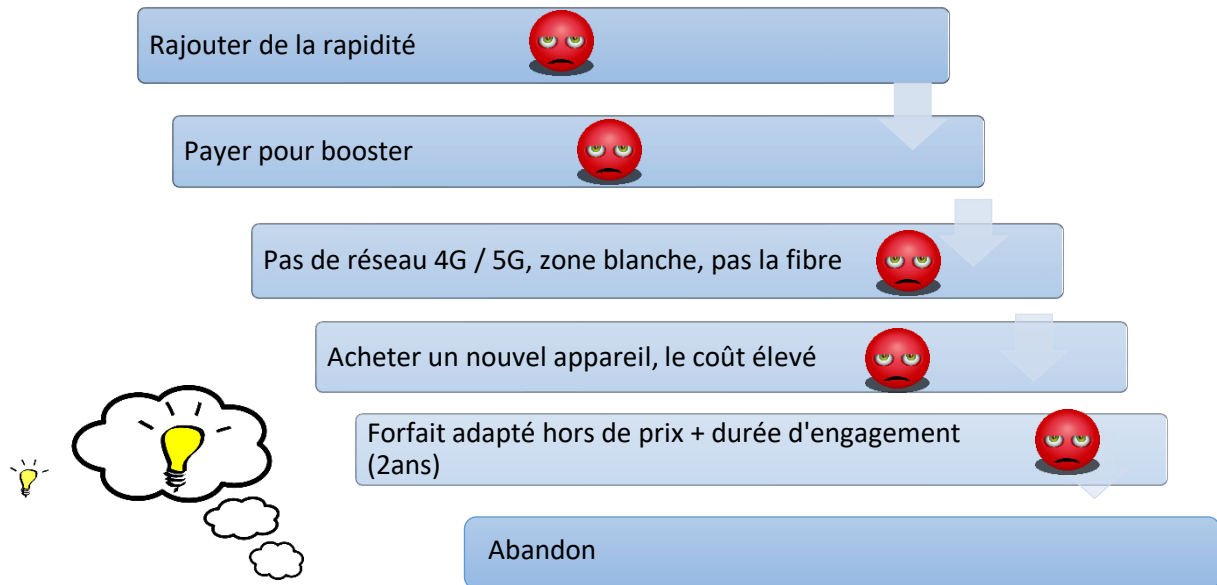 Rajouter de la rapidité
Payer pour booster
Pas de réseau 4G / 5G, zone blanche, pas la fibre
Acheter un nouvel appareil, le coût élevé
Forfait adapté hors de prix + durée d'engagement
(2ans)
Abandon